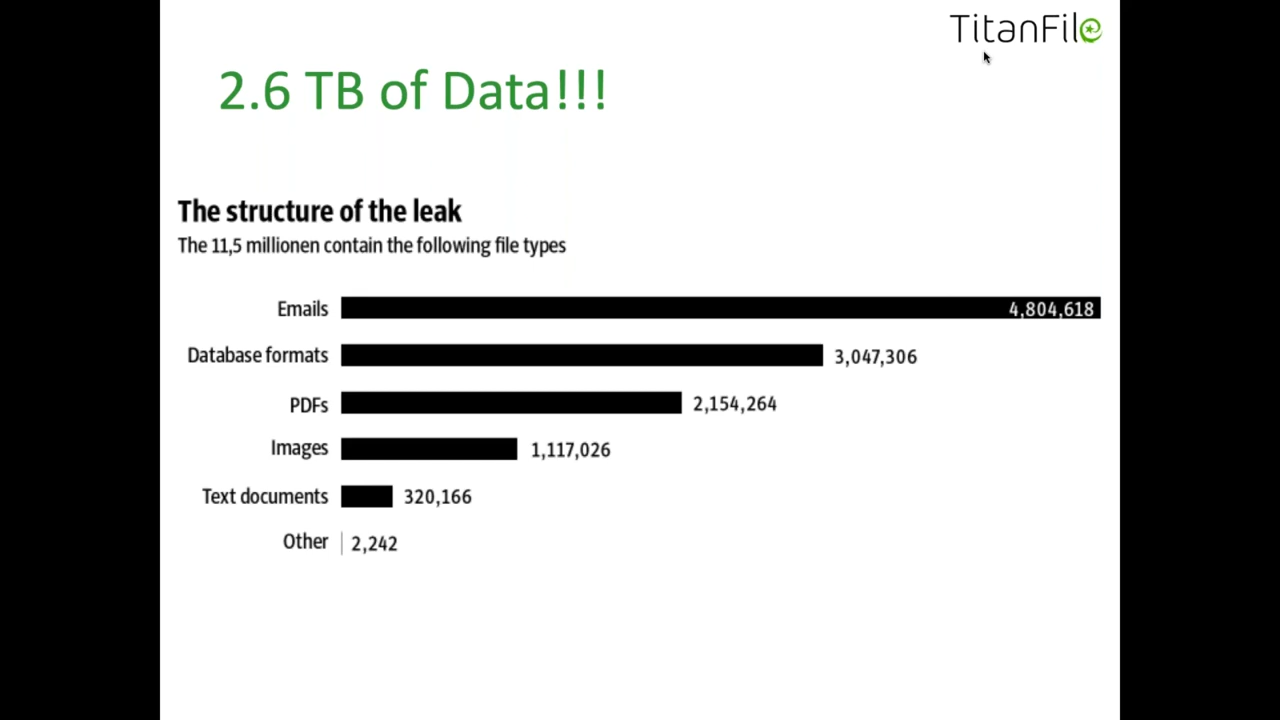 TitanFile
2.6 TB of Data!!!
The structure of the leak
The 11,5 millionen contain the following file types
Emails 4,804,618
Database formats 3,047,306
PDFs 2,154,264
Images 1,117,026
Text documents 320,166
Other 2,242